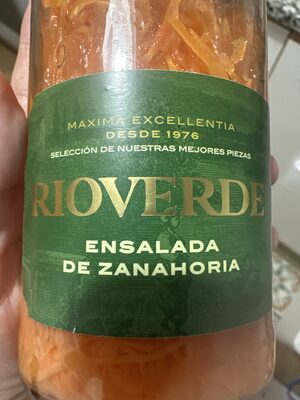 MAXIMA EXCELLENTIA
DESDE 1976
SELECCIÓN DE NUESTRAS MEJORES PIEZAS
RIOVERDE
ENSALADA
DE ZANAHORIA